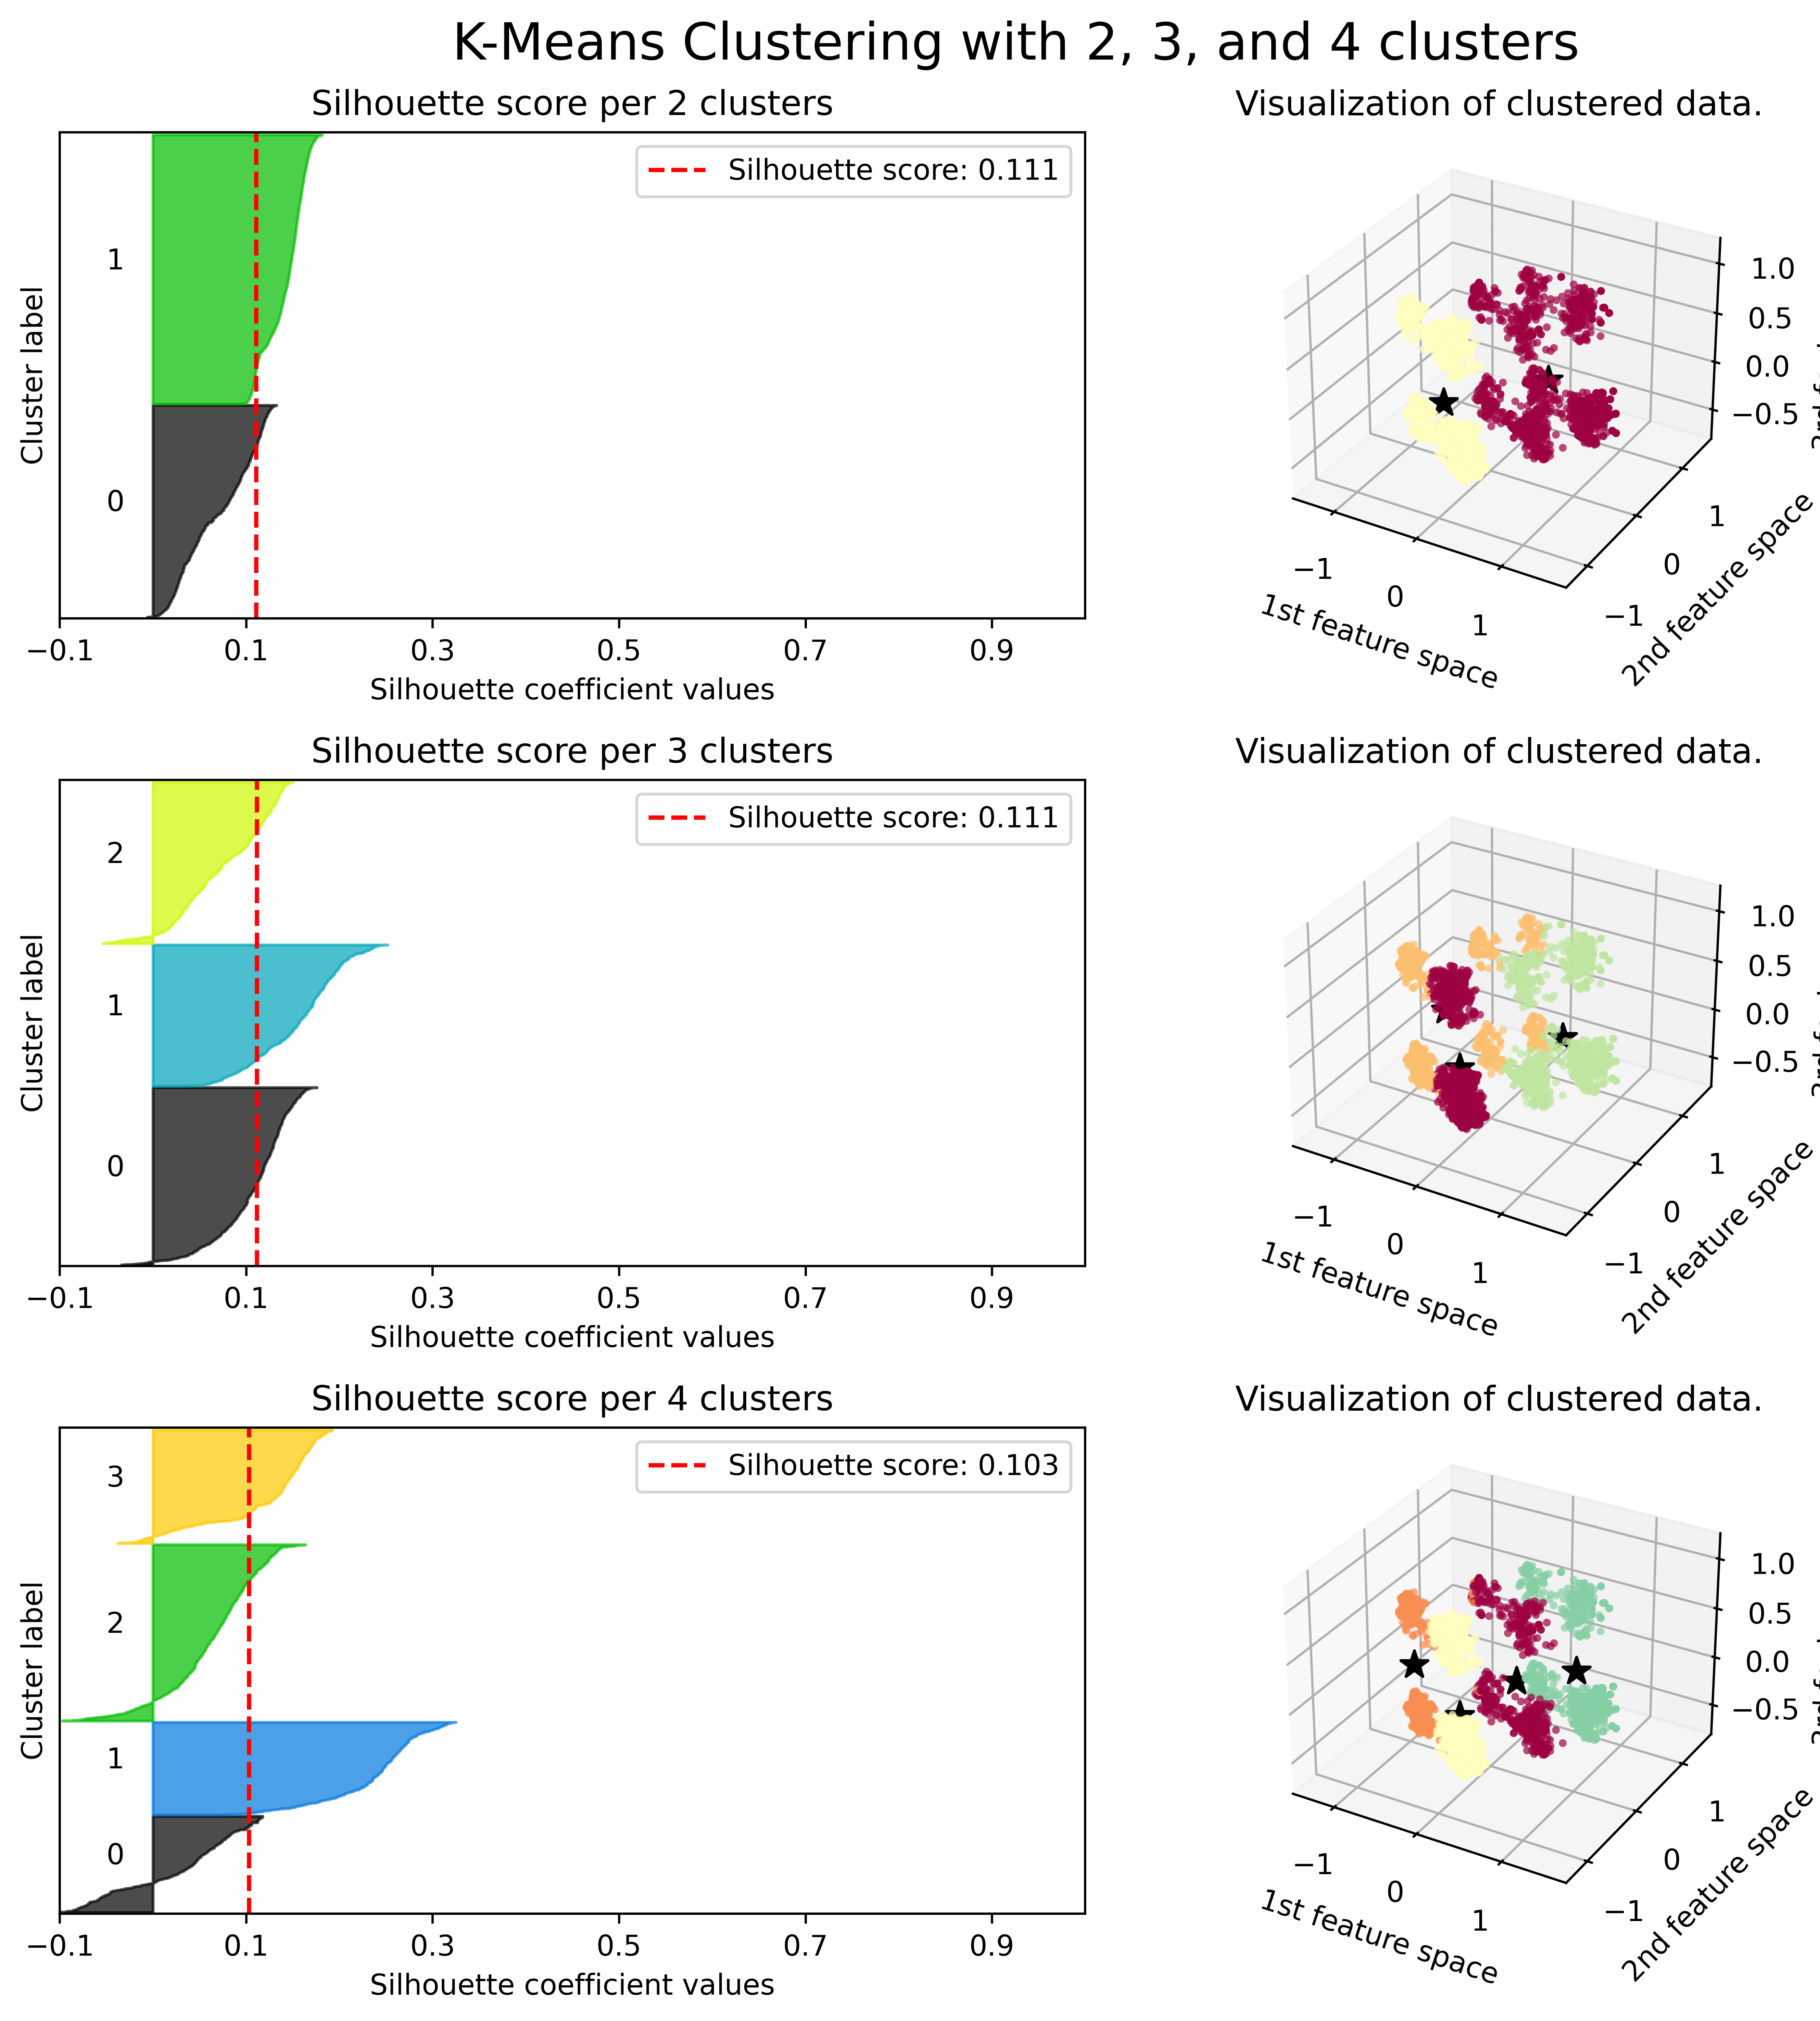 K-Means Clustering with 2, 3, and 4 clusters
Silhouette score per 2 clusters
Silhouette score: 0.111
Cluster label
1
0
−0.1 0.1 0.3 0.5 0.7 0.9
Silhouette coefficient values
Visualization of clustered data.
1.0
0.5
0.0
−0.5
−1 0 1
1st feature space
−1 0 1
2nd feature space
Silhouette score per 3 clusters
Silhouette score: 0.111
Cluster label
2
1
0
−0.1 0.1 0.3 0.5 0.7 0.9
Silhouette coefficient values
Visualization of clustered data.
1.0
0.5
0.0
−0.5
−1 0 1
1st feature space
−1 0 1
2nd feature space
Silhouette score per 4 clusters
Silhouette score: 0.103
Cluster label
3
2
1
0
−0.1 0.1 0.3 0.5 0.7 0.9
Silhouette coefficient values
Visualization of clustered data.
1.0
0.5
0.0
−0.5
−1 0 1
1st feature space
−1 0 1
2nd feature space